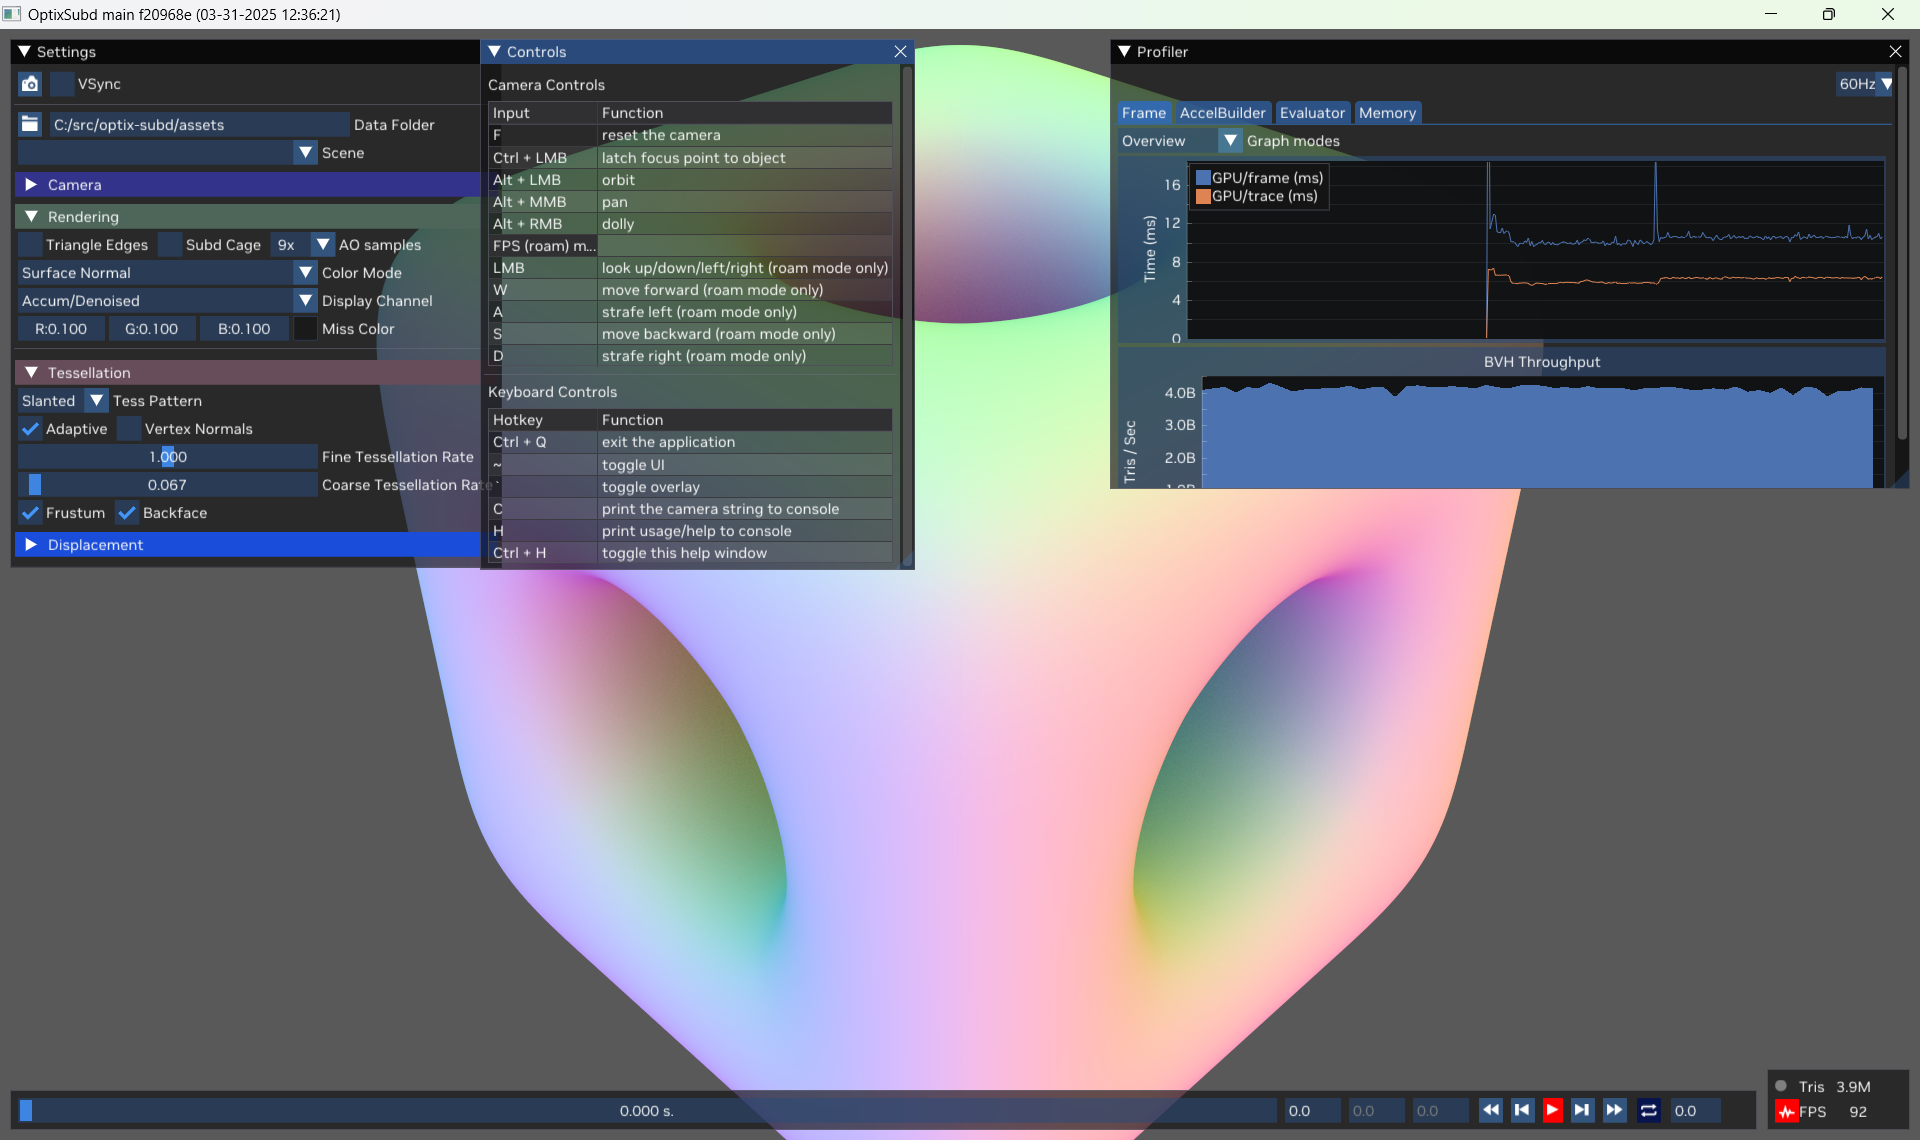 OptixSubd main f20968e (03-31-2025 12:36:21)
Settings
VSync
C:/src/optix-subd/assets Data Folder
Scene
Camera
Rendering
Triangle Edges Subd Cage 9x AO samples
Surface Normal Color Mode
Accum/Denoised Display Channel
R:0.100 G:0.100 B:0.100 Miss Color
Tessellation
Slanted Tess Pattern
Adaptive Vertex Normals
1.000 Fine Tessellation Rate
0.067 Coarse Tessellation Rate
Frustum Backface
Displacement
Controls
Camera Controls
Input Function
F reset the camera
Ctrl + LMB latch focus point to object
Alt + LMB orbit
Alt + MMB pan
Alt + RMB dolly
FPS (roam) m...
LMB look up/down/left/right (roam mode only)
W move forward (roam mode only)
A strafe left (roam mode only)
S move backward (roam mode only)
D strafe right (roam mode only)
Keyboard Controls
Hotkey Function
Ctrl + Q exit the application
~ toggle UI
` toggle overlay
C print the camera string to console
H print usage/help to console
Ctrl + H toggle this help window
Profiler
60Hz
Frame AccelBuilder Evaluator Memory
Overview Graph modes
GPU/frame (ms)
GPU/trace (ms)
Time (ms)
16
12
8
4
0
BVH Throughput
Tris / Sec
4.0B
3.0B
2.0B
1.0B
0.000 s.
0.0 0.0 0.0
0.0
Tris 3.9M
FPS 92